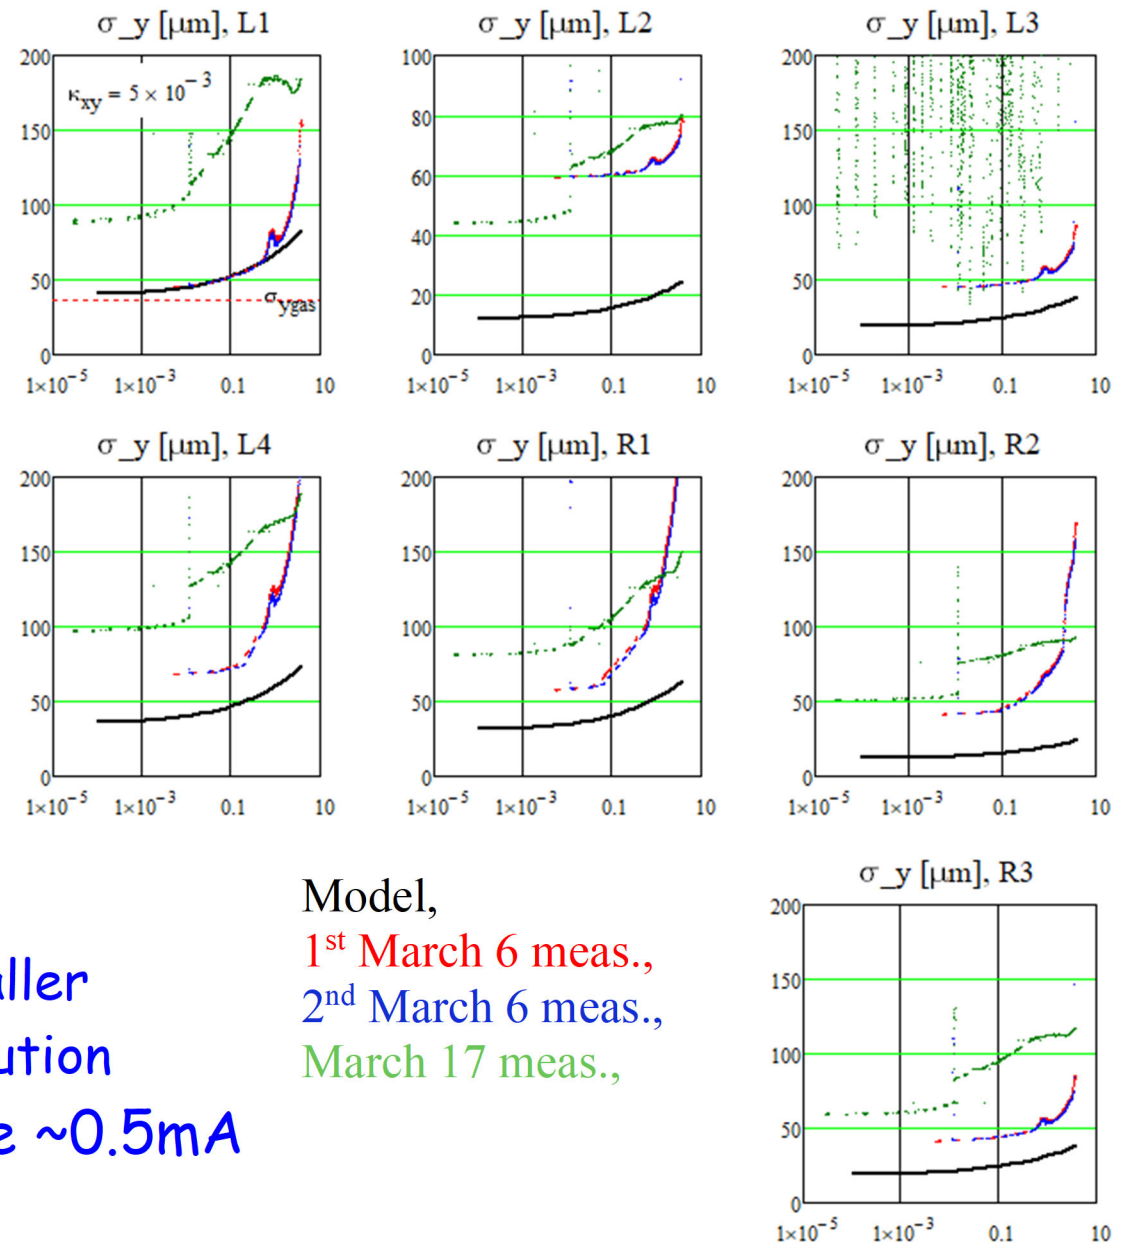 σ_y [μm], L1
σ_y [μm], L2
σ_y [μm], L3
200
150
100
50
0
κxy = 5 × 10⁻³
σygas
1×10⁻⁵ 1×10⁻³ 0.1 10
100
80
60
40
20
0
1×10⁻⁵ 1×10⁻³ 0.1 10
200
150
100
50
0
1×10⁻⁵ 1×10⁻³ 0.1 10
σ_y [μm], L4
σ_y [μm], R1
σ_y [μm], R2
200
150
100
50
0
1×10⁻⁵ 1×10⁻³ 0.1 10
200
150
100
50
0
1×10⁻⁵ 1×10⁻³ 0.1 10
200
150
100
50
0
1×10⁻⁵ 1×10⁻³ 0.1 10
Model,
1st March 6 meas.,
2nd March 6 meas.,
March 17 meas.,
~0.5mA
σ_y [μm], R3
200
150
100
50
0
1×10⁻⁵ 1×10⁻³ 0.1 10